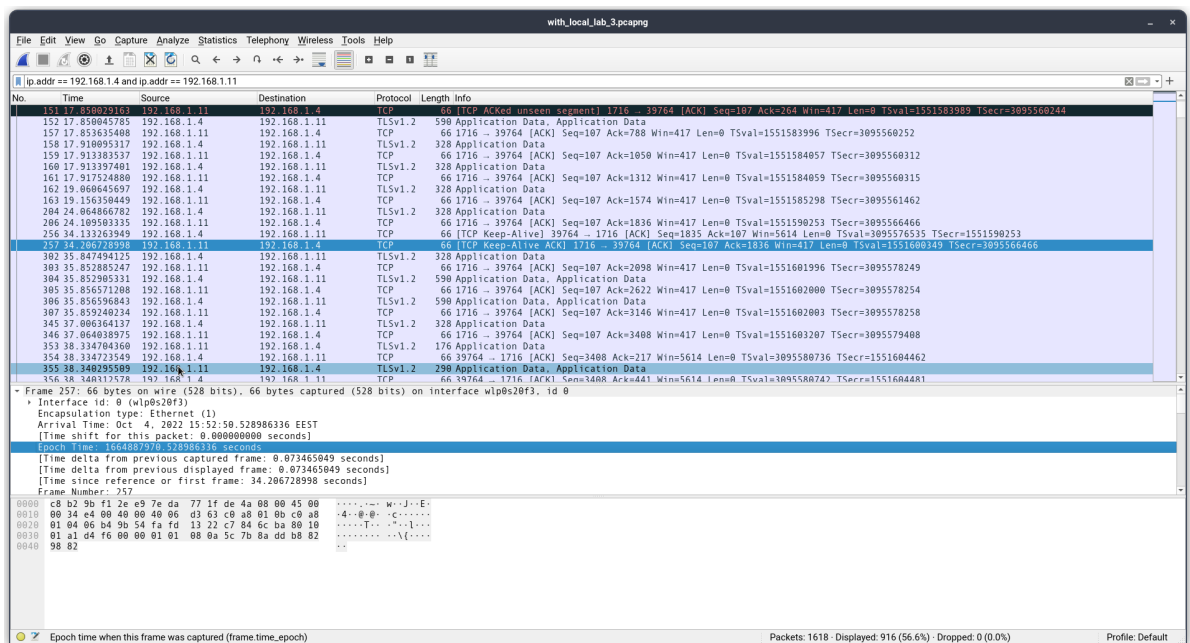 with_local_lab_3.pcapng
File Edit View Go Capture Analyze Statistics Telephony Wireless Tools Help
ip.addr == 192.168.1.4 and ip.addr == 192.168.1.11
No. Time Source Destination Protocol Length Info
151 17.850029163 192.168.1.11 192.168.1.4 TCP 66 [TCP ACKed unseen segment] 1716 → 39764 [ACK] Seq=107 Ack=264 Win=417 Len=0 TSval=1551583989 TSecr=3095560244
152 17.850045785 192.168.1.4 192.168.1.11 TLSv1.2 590 Application Data, Application Data
157 17.853635408 192.168.1.11 192.168.1.4 TCP 66 1716 → 39764 [ACK] Seq=107 Ack=788 Win=417 Len=0 TSval=1551583996 TSecr=3095560252
158 17.910095317 192.168.1.4 192.168.1.11 TLSv1.2 328 Application Data
159 17.913383537 192.168.1.11 192.168.1.4 TCP 66 1716 → 39764 [ACK] Seq=107 Ack=1050 Win=417 Len=0 TSval=1551584057 TSecr=3095560312
160 17.913397401 192.168.1.4 192.168.1.11 TLSv1.2 328 Application Data
161 17.917524880 192.168.1.11 192.168.1.4 TCP 66 1716 → 39764 [ACK] Seq=107 Ack=1312 Win=417 Len=0 TSval=1551584059 TSecr=3095560315
162 19.060645697 192.168.1.4 192.168.1.11 TLSv1.2 328 Application Data
163 19.156350449 192.168.1.11 192.168.1.4 TCP 66 1716 → 39764 [ACK] Seq=107 Ack=1574 Win=417 Len=0 TSval=1551585298 TSecr=3095561462
204 24.064866782 192.168.1.4 192.168.1.11 TLSv1.2 328 Application Data
206 24.109503335 192.168.1.11 192.168.1.4 TCP 66 1716 → 39764 [ACK] Seq=107 Ack=1836 Win=417 Len=0 TSval=1551590253 TSecr=3095566466
256 34.133263949 192.168.1.4 192.168.1.11 TCP 66 [TCP Keep-Alive] 39764 → 1716 [ACK] Seq=1835 Ack=107 Win=5614 Len=0 TSval=3095576535 TSecr=1551590253
257 34.206728998 192.168.1.11 192.168.1.4 TCP 66 [TCP Keep-Alive ACK] 1716 → 39764 [ACK] Seq=107 Ack=1836 Win=417 Len=0 TSval=1551600349 TSecr=3095566466
302 35.847494125 192.168.1.4 192.168.1.11 TLSv1.2 328 Application Data
303 35.852885247 192.168.1.11 192.168.1.4 TCP 66 1716 → 39764 [ACK] Seq=107 Ack=2098 Win=417 Len=0 TSval=1551601996 TSecr=3095578249
304 35.852905331 192.168.1.4 192.168.1.11 TLSv1.2 590 Application Data, Application Data
305 35.856571208 192.168.1.11 192.168.1.4 TCP 66 1716 → 39764 [ACK] Seq=107 Ack=2622 Win=417 Len=0 TSval=1551602000 TSecr=3095578254
306 35.856596843 192.168.1.4 192.168.1.11 TLSv1.2 590 Application Data, Application Data
307 35.859240234 192.168.1.11 192.168.1.4 TCP 66 1716 → 39764 [ACK] Seq=107 Ack=3146 Win=417 Len=0 TSval=1551602003 TSecr=3095578258
345 37.006364137 192.168.1.4 192.168.1.11 TLSv1.2 328 Application Data
346 37.064038975 192.168.1.11 192.168.1.4 TCP 66 1716 → 39764 [ACK] Seq=107 Ack=3408 Win=417 Len=0 TSval=1551603207 TSecr=3095579408
353 38.334704360 192.168.1.11 192.168.1.4 TLSv1.2 176 Application Data
354 38.334723549 192.168.1.4 192.168.1.11 TCP 66 39764 → 1716 [ACK] Seq=3408 Ack=217 Win=5614 Len=0 TSval=3095580736 TSecr=1551604462
355 38.340295509 192.168.1.11 192.168.1.4 TLSv1.2 290 Application Data, Application Data
356 38.340312578 192.168.1.4 192.168.1.11 TCP 66 39764 → 1716 [ACK] Seq=3408 Ack=441 Win=5614 Len=0 TSval=3095580742 TSecr=1551604481
Frame 257: 66 bytes on wire (528 bits), 66 bytes captured (528 bits) on interface wlp0s20f3, id 0
Interface id: 0 (wlp0s20f3)
Encapsulation type: Ethernet (1)
Arrival Time: Oct  4, 2022 15:52:50.528986336 EEST
[Time shift for this packet: 0.000000000 seconds]
Epoch Time: 1664887970.528986336 seconds
[Time delta from previous captured frame: 0.073465049 seconds]
[Time delta from previous displayed frame: 0.073465049 seconds]
[Time since reference or first frame: 34.206728998 seconds]
Frame Number: 257
0000 c8 b2 9b f1 2e e9 7e da 77 1f de 4a 08 00 45 00 ····.·~· w··J··E·
0010 00 34 e4 00 40 00 40 06 d3 63 c0 a8 01 0b c0 a8 ·4··@·@· ·c······
0020 01 04 06 b4 9b 54 fa fd 13 22 c7 84 6c ba 80 10 ·····T·· ·"··l···
0030 01 a1 d4 f6 00 00 01 01 08 0a 5c 7b 8a dd b8 82 ········ ··\{····
0040 98 82 ··
Epoch time when this frame was captured (frame.time_epoch) Packets: 1618 · Displayed: 916 (56.6%) · Dropped: 0 (0.0%) Profile: Default